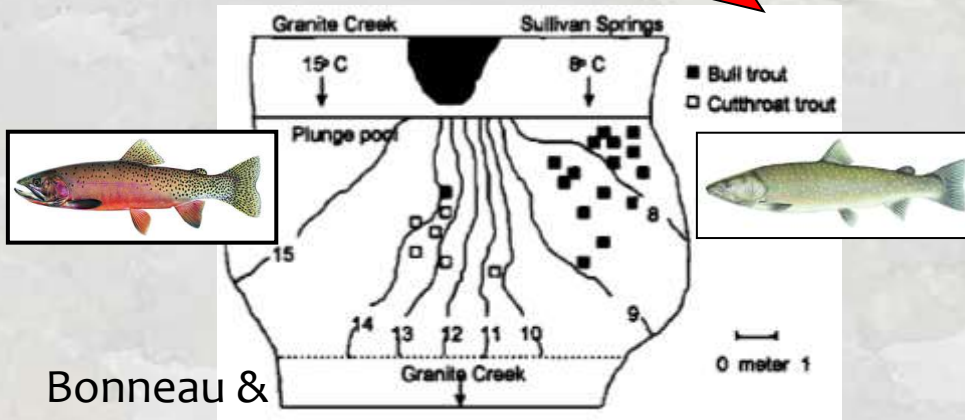 Granite Creek Sullivan Springs
15° C 8° C
■ Bull trout
□ Cutthroat trout
Plunge pool
8
15
9
14 13 12 11 10
0 meter 1
Granite Creek
Bonneau &